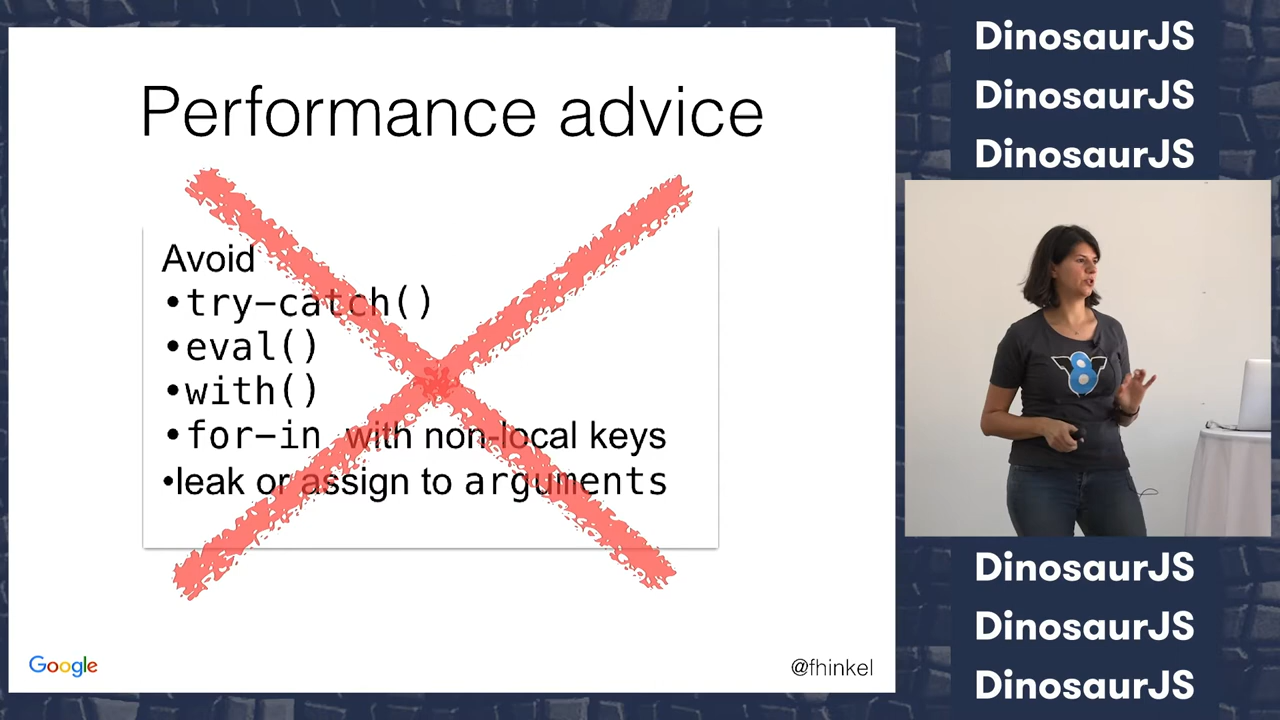 Performance advice
Avoid
•try-catch()
•eval()
•with()
•for-in with non-local keys
•leak or assign to arguments
Google
@fhinkel
DinosaurJS
DinosaurJS
DinosaurJS
8
DinosaurJS
DinosaurJS
DinosaurJS